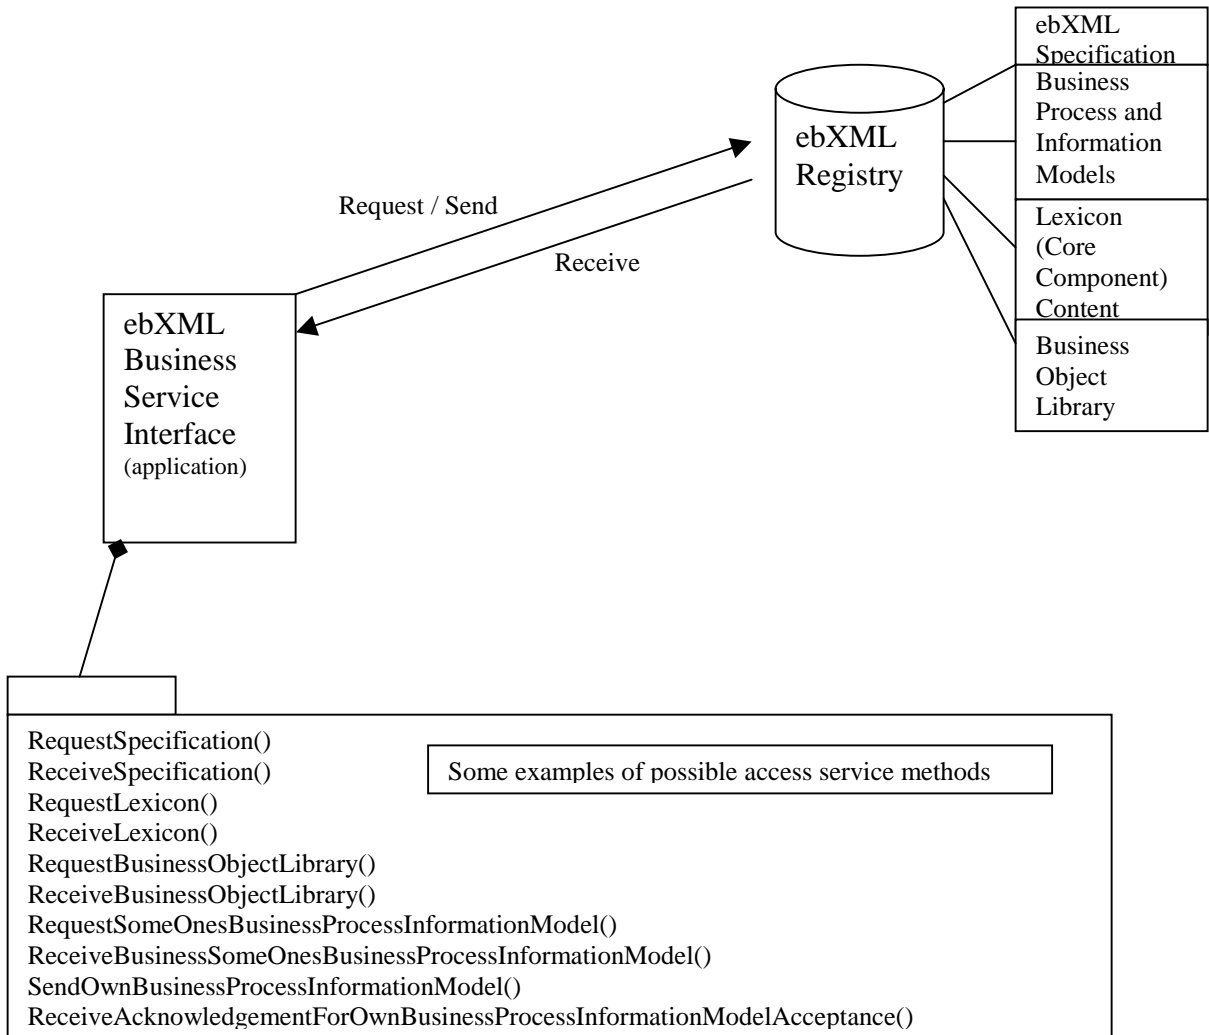 ebXML
Specification
Business
Process and
Information
Models
Lexicon
(Core
Component)
Content
Business
Object
Library
ebXML
Registry
Request / Send
Receive
ebXML
Business
Service
Interface
(application)
RequestSpecification()
ReceiveSpecification()
Some examples of possible access service methods
RequestLexicon()
ReceiveLexicon()
RequestBusinessObjectLibrary()
ReceiveBusinessObjectLibrary()
RequestSomeOnesBusinessProcessInformationModel()
ReceiveBusinessSomeOnesBusinessProcessInformationModel()
SendOwnBusinessProcessInformationModel()
ReceiveAcknowledgementForOwnBusinessProcessInformationModelAcceptance()